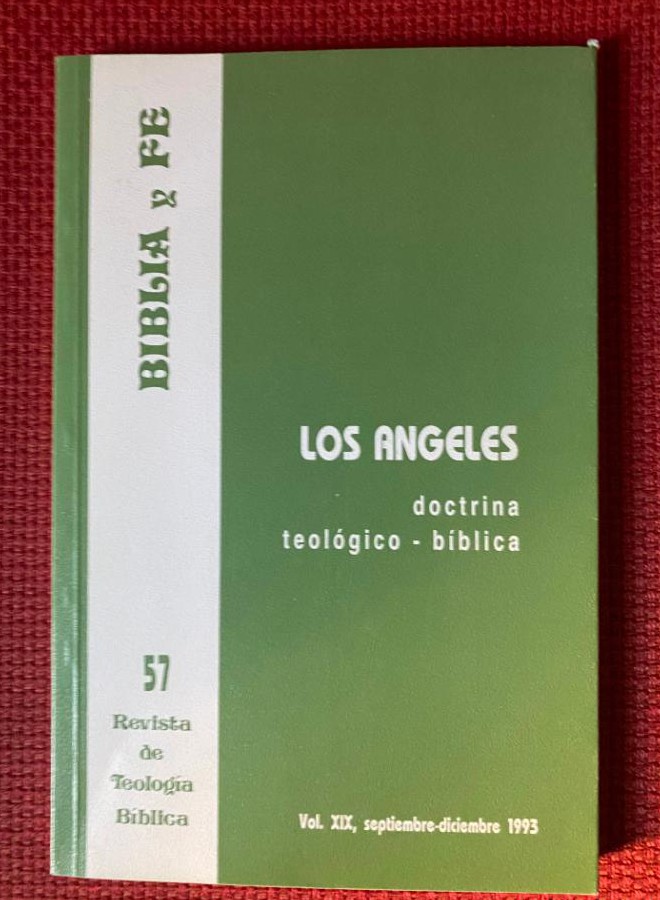 BIBLIA y FE
LOS ANGELES
doctrina
teológico - bíblica
57
Revista
de
Teología
Bíblica
Vol. XIX, septiembre-diciembre 1993